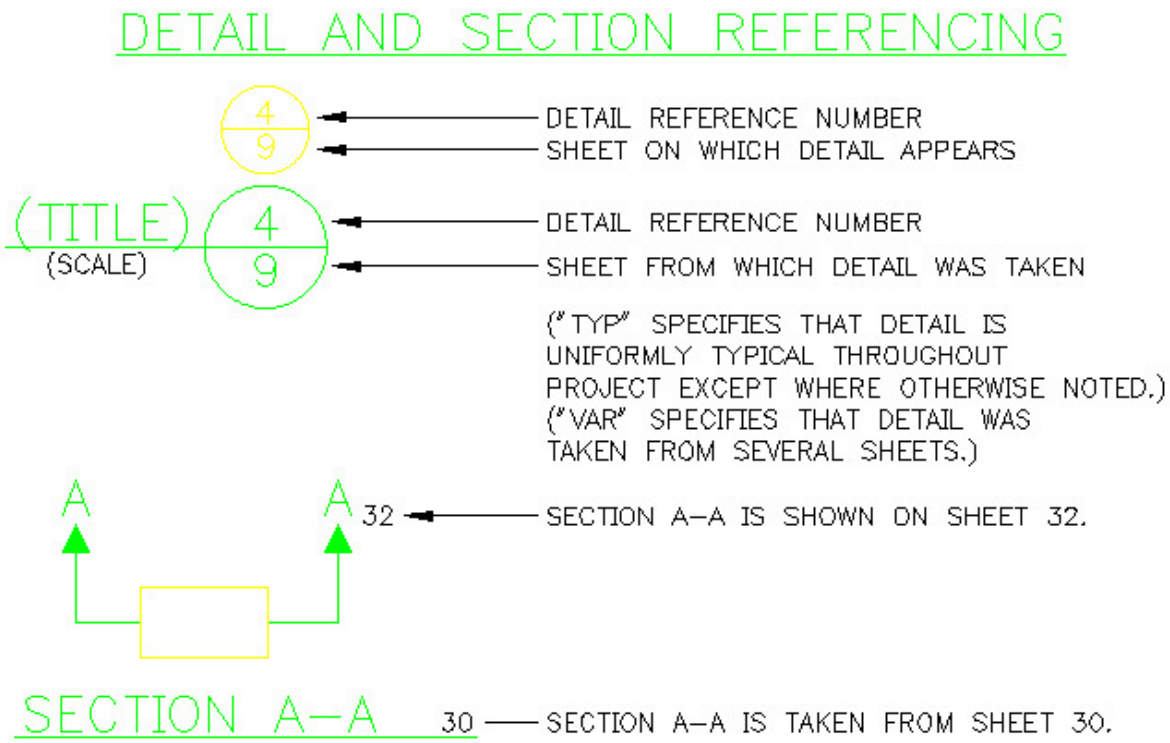 DETAIL AND SECTION REFERENCING
4
DETAIL REFERENCE NUMBER
9
SHEET ON WHICH DETAIL APPEARS
(TITLE)
4
DETAIL REFERENCE NUMBER
(SCALE)
9
SHEET FROM WHICH DETAIL WAS TAKEN
("TYP" SPECIFIES THAT DETAIL IS
UNIFORMLY TYPICAL THROUGHOUT
PROJECT EXCEPT WHERE OTHERWISE NOTED.)
("VAR" SPECIFIES THAT DETAIL WAS
TAKEN FROM SEVERAL SHEETS.)
A
A
32
SECTION A-A IS SHOWN ON SHEET 32.
SECTION A-A
30
SECTION A-A IS TAKEN FROM SHEET 30.